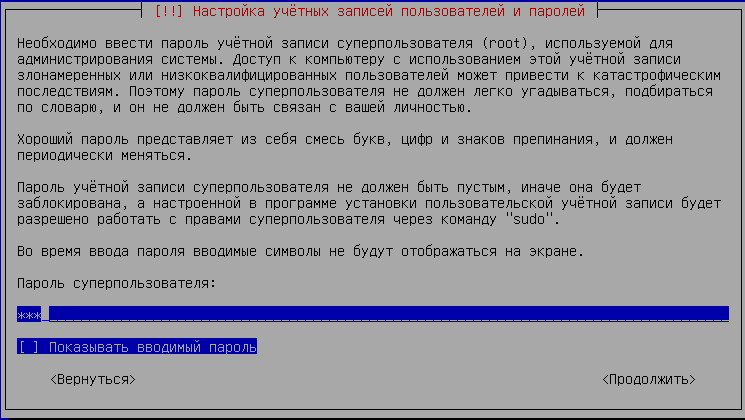 [!!] Настройка учётных записей пользователей и паролей
Необходимо ввести пароль учётной записи суперпользователя (root), используемой для
администрирования системы. Доступ к компьютеру с использованием этой учётной записи
злонамеренных или низкоквалифицированных пользователей может привести к катастрофическим
последствиям. Поэтому пароль суперпользователя не должен легко угадываться, подбираться
по словарю, и он не должен быть связан с вашей личностью.
Хороший пароль представляет из себя смесь букв, цифр и знаков препинания, и должен
периодически меняться.
Пароль учётной записи суперпользователя не должен быть пустым, иначе она будет
заблокирована, а настроенной в программе установки пользовательской учётной записи будет
разрешено работать с правами суперпользователя через команду "sudo".
Во время ввода пароля вводимые символы не будут отображаться на экране.
Пароль суперпользователя:
***
[ ] Показывать вводимый пароль
<Вернуться> <Продолжить>